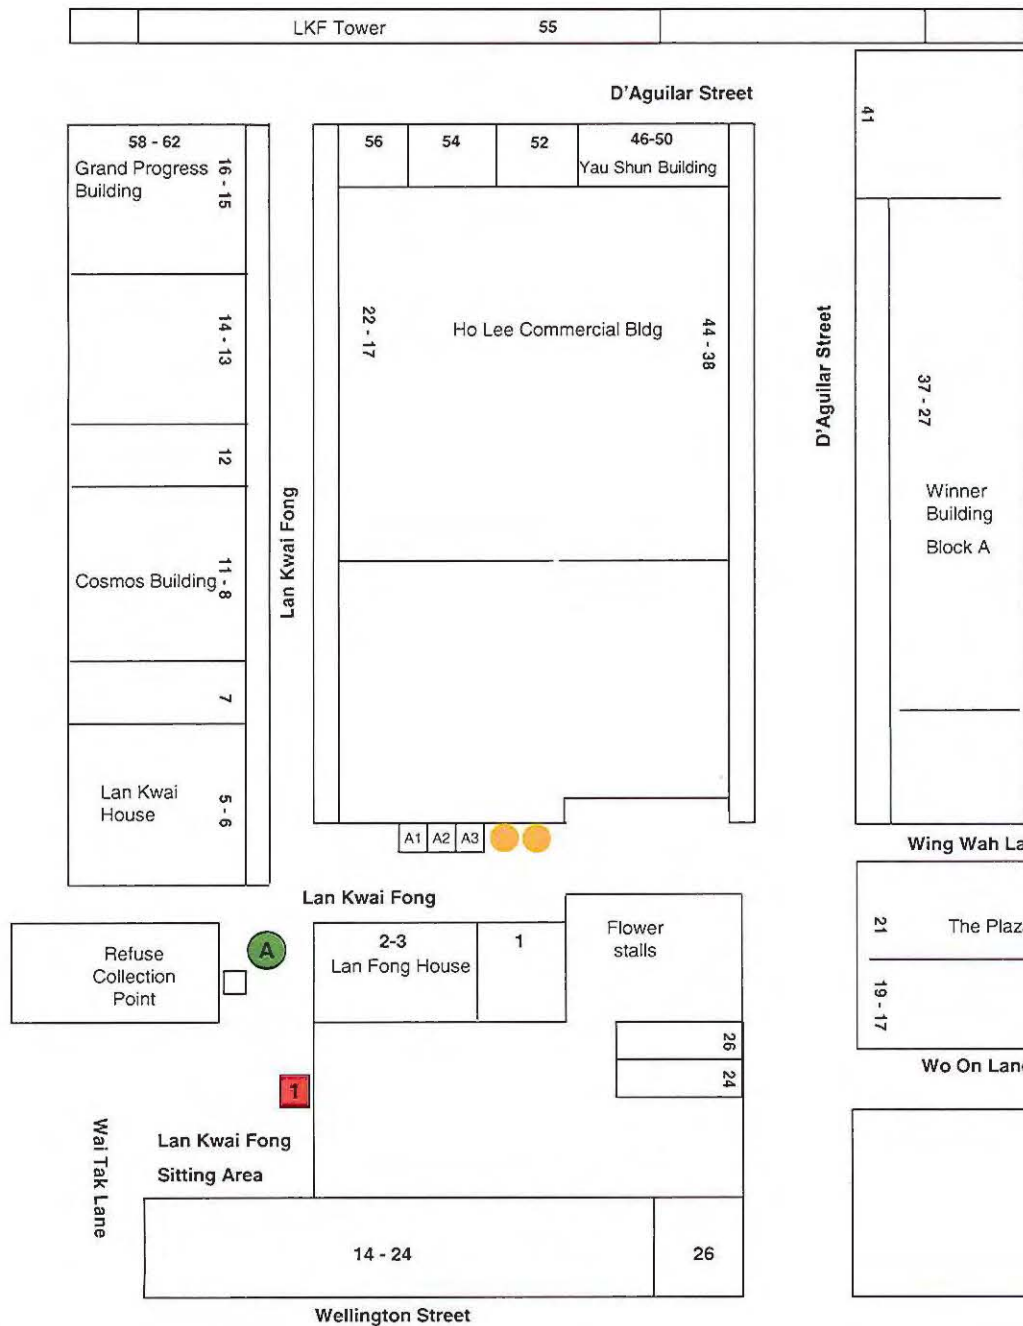 LKF Tower 55
D'Aguilar Street
58 - 62
Grand Progress
Building
16 - 15
56
54
52
46-50
Yau Shun Building
41
14 - 13
22 - 17
Ho Lee Commercial Bldg
44 - 38
D'Aguilar Street
37 - 27
12
Winner
Building
Block A
Lan Kwai Fong
Cosmos Building
11 - 8
7
Lan Kwai
House
5 - 6
A1 A2 A3
Wing Wah La
Lan Kwai Fong
Refuse
Collection
Point
A
2-3
Lan Fong House
1
Flower
stalls
21
The Plaz
19 - 17
26
24
Wo On Lane
1
Wai Tak Lane
Lan Kwai Fong
Sitting Area
14 - 24
26
Wellington Street